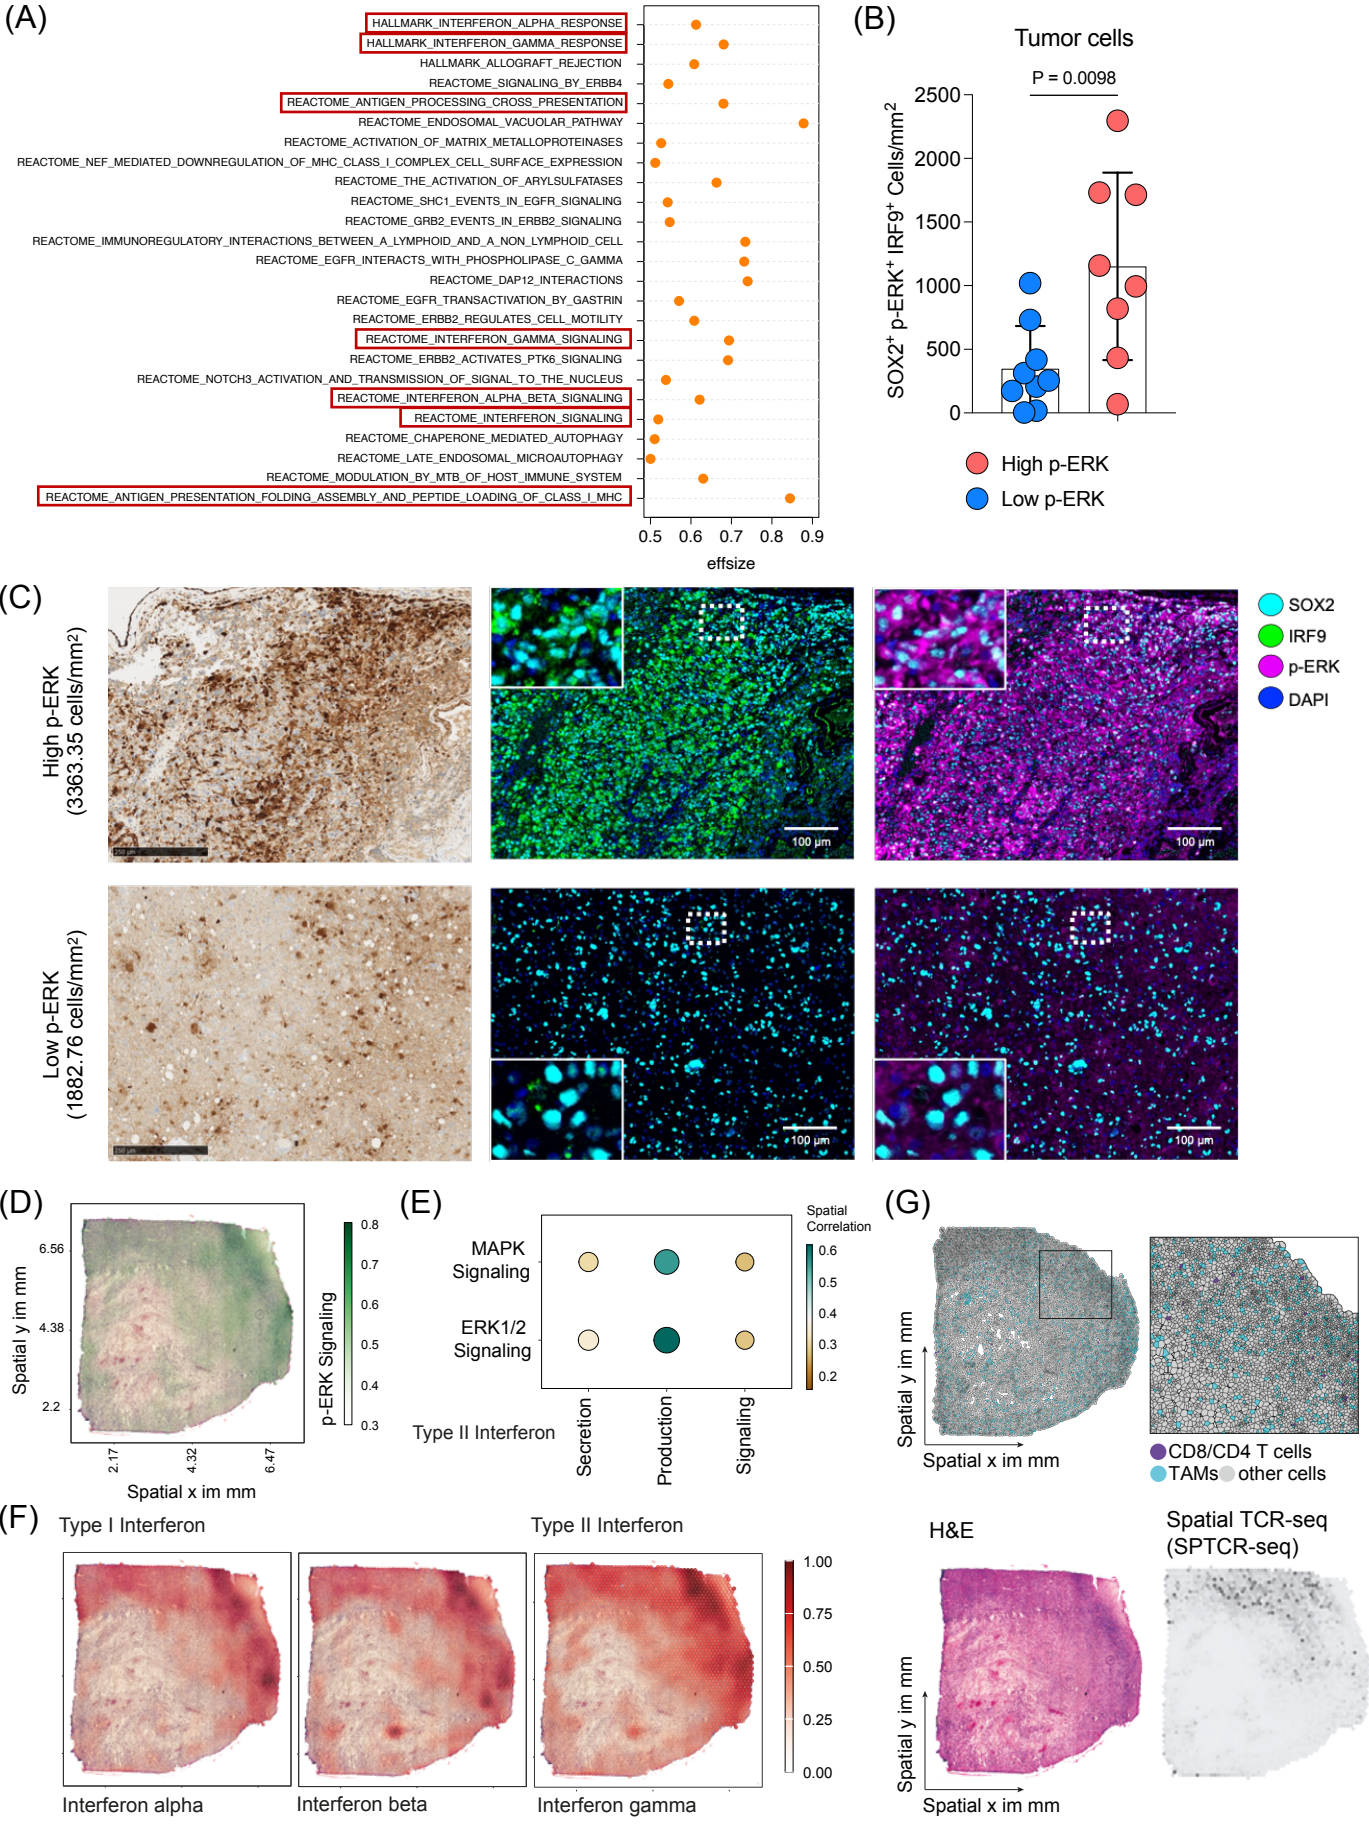 (A)
HALLMARK_INTERFERON_ALPHA_RESPONSE
HALLMARK_INTERFERON_GAMMA_RESPONSE
HALLMARK_ALLOGRAFT_REJECTION
REACTOME_SIGNALING_BY_ERBB4
REACTOME_ANTIGEN_PROCESSING_CROSS_PRESENTATION
REACTOME_ENDOSOMAL_VACUOLAR_PATHWAY
REACTOME_ACTIVATION_OF_MATRIX_METALLOPROTEINASES
REACTOME_NEF_MEDIATED_DOWNREGULATION_OF_MHC_CLASS_I_COMPLEX_CELL_SURFACE_EXPRESSION
REACTOME_THE_ACTIVATION_OF_ARYLSULFATASES
REACTOME_SHC1_EVENTS_IN_EGFR_SIGNALING
REACTOME_GRB2_EVENTS_IN_ERBB2_SIGNALING
REACTOME_IMMUNOREGULATORY_INTERACTIONS_BETWEEN_A_LYMPHOID_AND_A_NON_LYMPHOID_CELL
REACTOME_EGFR_INTERACTS_WITH_PHOSPHOLIPASE_C_GAMMA
REACTOME_DAP12_INTERACTIONS
REACTOME_EGFR_TRANSACTIVATION_BY_GASTRIN
REACTOME_ERBB2_REGULATES_CELL_MOTILITY
REACTOME_INTERFERON_GAMMA_SIGNALING
REACTOME_ERBB2_ACTIVATES_PTK6_SIGNALING
REACTOME_NOTCH3_ACTIVATION_AND_TRANSMISSION_OF_SIGNAL_TO_THE_NUCLEUS
REACTOME_INTERFERON_ALPHA_BETA_SIGNALING
REACTOME_INTERFERON_SIGNALING
REACTOME_CHAPERONE_MEDIATED_AUTOPHAGY
REACTOME_LATE_ENDOSOMAL_MICROAUTOPHAGY
REACTOME_MODULATION_BY_MTB_OF_HOST_IMMUNE_SYSTEM
REACTOME_ANTIGEN_PRESENTATION_FOLDING_ASSEMBLY_AND_PEPTIDE_LOADING_OF_CLASS_I_MHC
0.5 0.6 0.7 0.8 0.9
effsize
(B)
Tumor cells
P = 0.0098
SOX2⁺ p-ERK⁺ IRF9⁺ Cells/mm²
2500
2000
1500
1000
500
0
High p-ERK
Low p-ERK
(C)
High p-ERK
(3363.35 cells/mm²)
250 µm
100 µm
100 µm
SOX2
IRF9
p-ERK
DAPI
Low p-ERK
(1882.76 cells/mm²)
250 µm
100 µm
100 µm
(D)
Spatial y im mm
6.56
4.38
2.2
2.17
4.32
6.47
Spatial x im mm
p-ERK Signaling
0.8
0.7
0.6
0.5
0.4
0.3
(E)
MAPK
Signaling
ERK1/2
Signaling
Type II Interferon
Secretion
Production
Signaling
Spatial
Correlation
0.6
0.5
0.4
0.3
0.2
(G)
Spatial y im mm
Spatial x im mm
CD8/CD4 T cells
TAMs other cells
H&E
Spatial TCR-seq
(SPTCR-seq)
Spatial y im mm
Spatial x im mm
(F)
Type I Interferon
Type II Interferon
1.00
0.75
0.50
0.25
0.00
Interferon alpha
Interferon beta
Interferon gamma